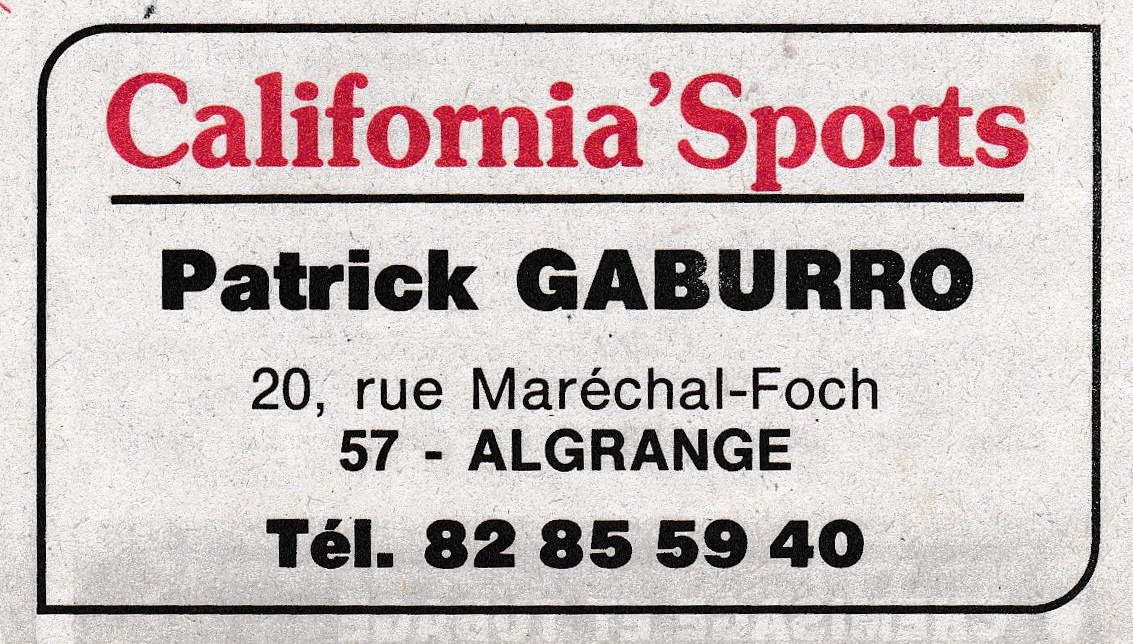 California'Sports
Patrick GABURRO
20, rue Maréchal-Foch
57 - ALGRANGE
Tél. 82 85 59 40